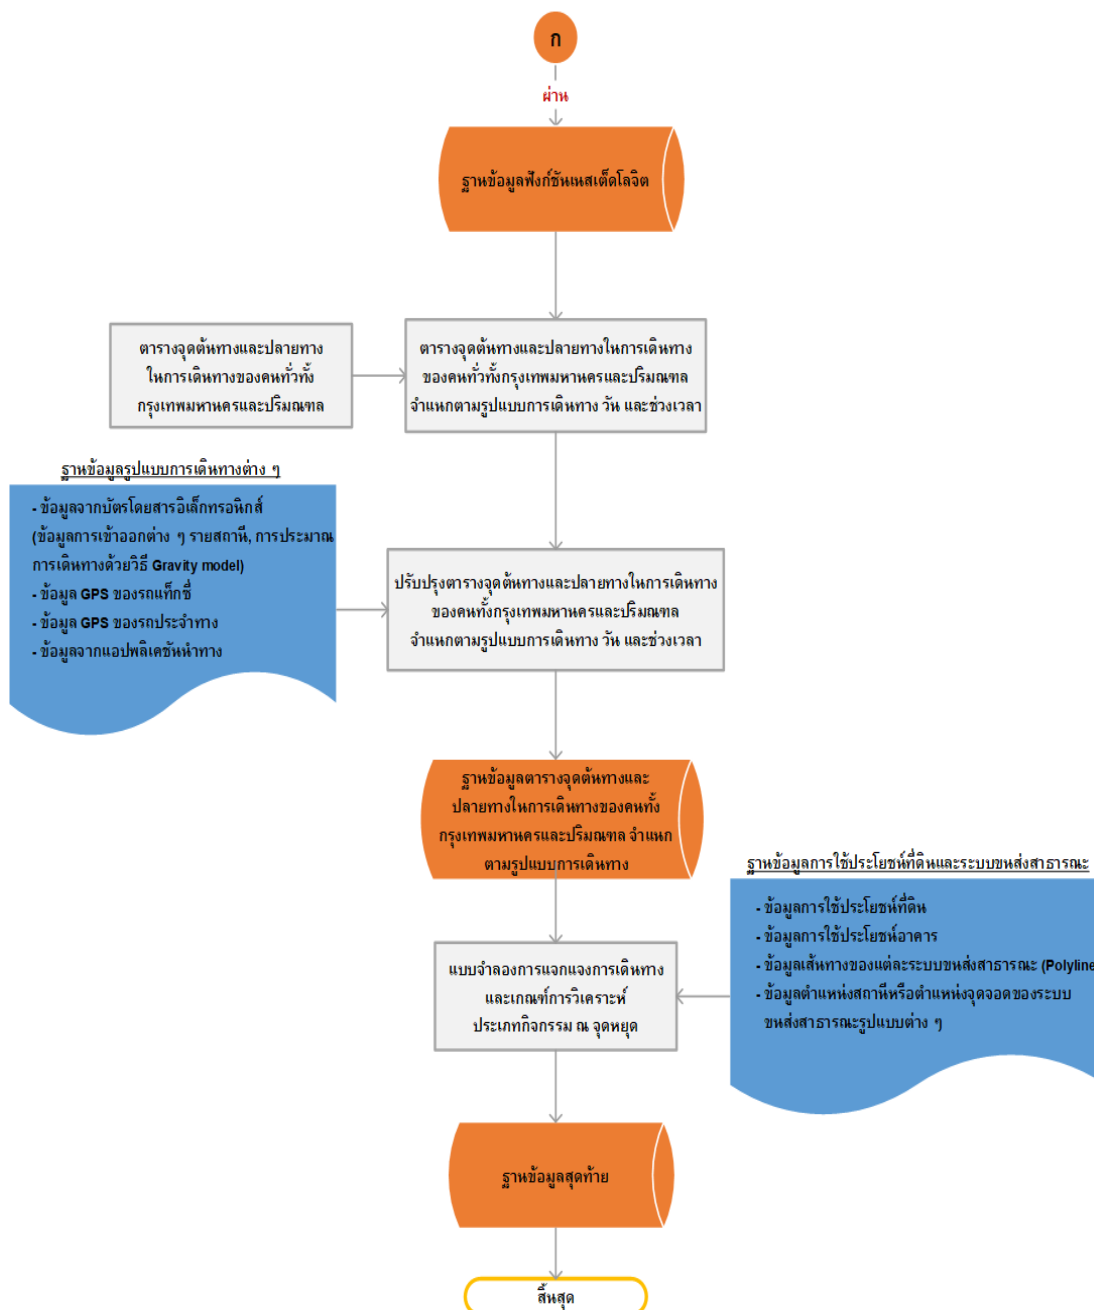 ก
ผ่าน
ฐานข้อมูลฟังก์ชันเนสเต็ดโลจิต
ตารางจุดต้นทางและปลายทาง
ในการเดินทางของคนทั่วทั้ง
กรุงเทพมหานครและปริมณฑล
ตารางจุดต้นทางและปลายทางในการเดินทาง
ของคนทั่วทั้งกรุงเทพมหานครและปริมณฑล
จำแนกตามรูปแบบการเดินทาง วัน และช่วงเวลา
ฐานข้อมูลรูปแบบการเดินทางต่าง ๆ
- ข้อมูลจากบัตรโดยสารอิเล็กทรอนิกส์
(ข้อมูลการเข้าออกต่าง ๆ รายสถานี, การประมาณ
การเดินทางด้วยวิธี Gravity model)
- ข้อมูล GPS ของรถแท็กซี่
- ข้อมูล GPS ของรถประจำทาง
- ข้อมูลจากแอปพลิเคชันนำทาง
ปรับปรุงตารางจุดต้นทางและปลายทางในการเดินทาง
ของคนทั้งกรุงเทพมหานครและปริมณฑล
จำแนกตามรูปแบบการเดินทาง วัน และช่วงเวลา
ฐานข้อมูลตารางจุดต้นทางและ
ปลายทางในการเดินทางของคนทั้ง
กรุงเทพมหานครและปริมณฑล จำแนก
ตามรูปแบบการเดินทาง
ฐานข้อมูลการใช้ประโยชน์ที่ดินและระบบขนส่งสาธารณะ
- ข้อมูลการใช้ประโยชน์ที่ดิน
- ข้อมูลการใช้ประโยชน์อาคาร
- ข้อมูลเส้นทางของแต่ละระบบขนส่งสาธารณะ (Polyline
- ข้อมูลตำแหน่งสถานีหรือตำแหน่งจุดจอดของระบบ
ขนส่งสาธารณะรูปแบบต่าง ๆ
แบบจำลองการแจกแจงการเดินทาง
และเกณฑ์การวิเคราะห์
ประเภทกิจกรรม ณ จุดหยุด
ฐานข้อมูลสุดท้าย
สิ้นสุด